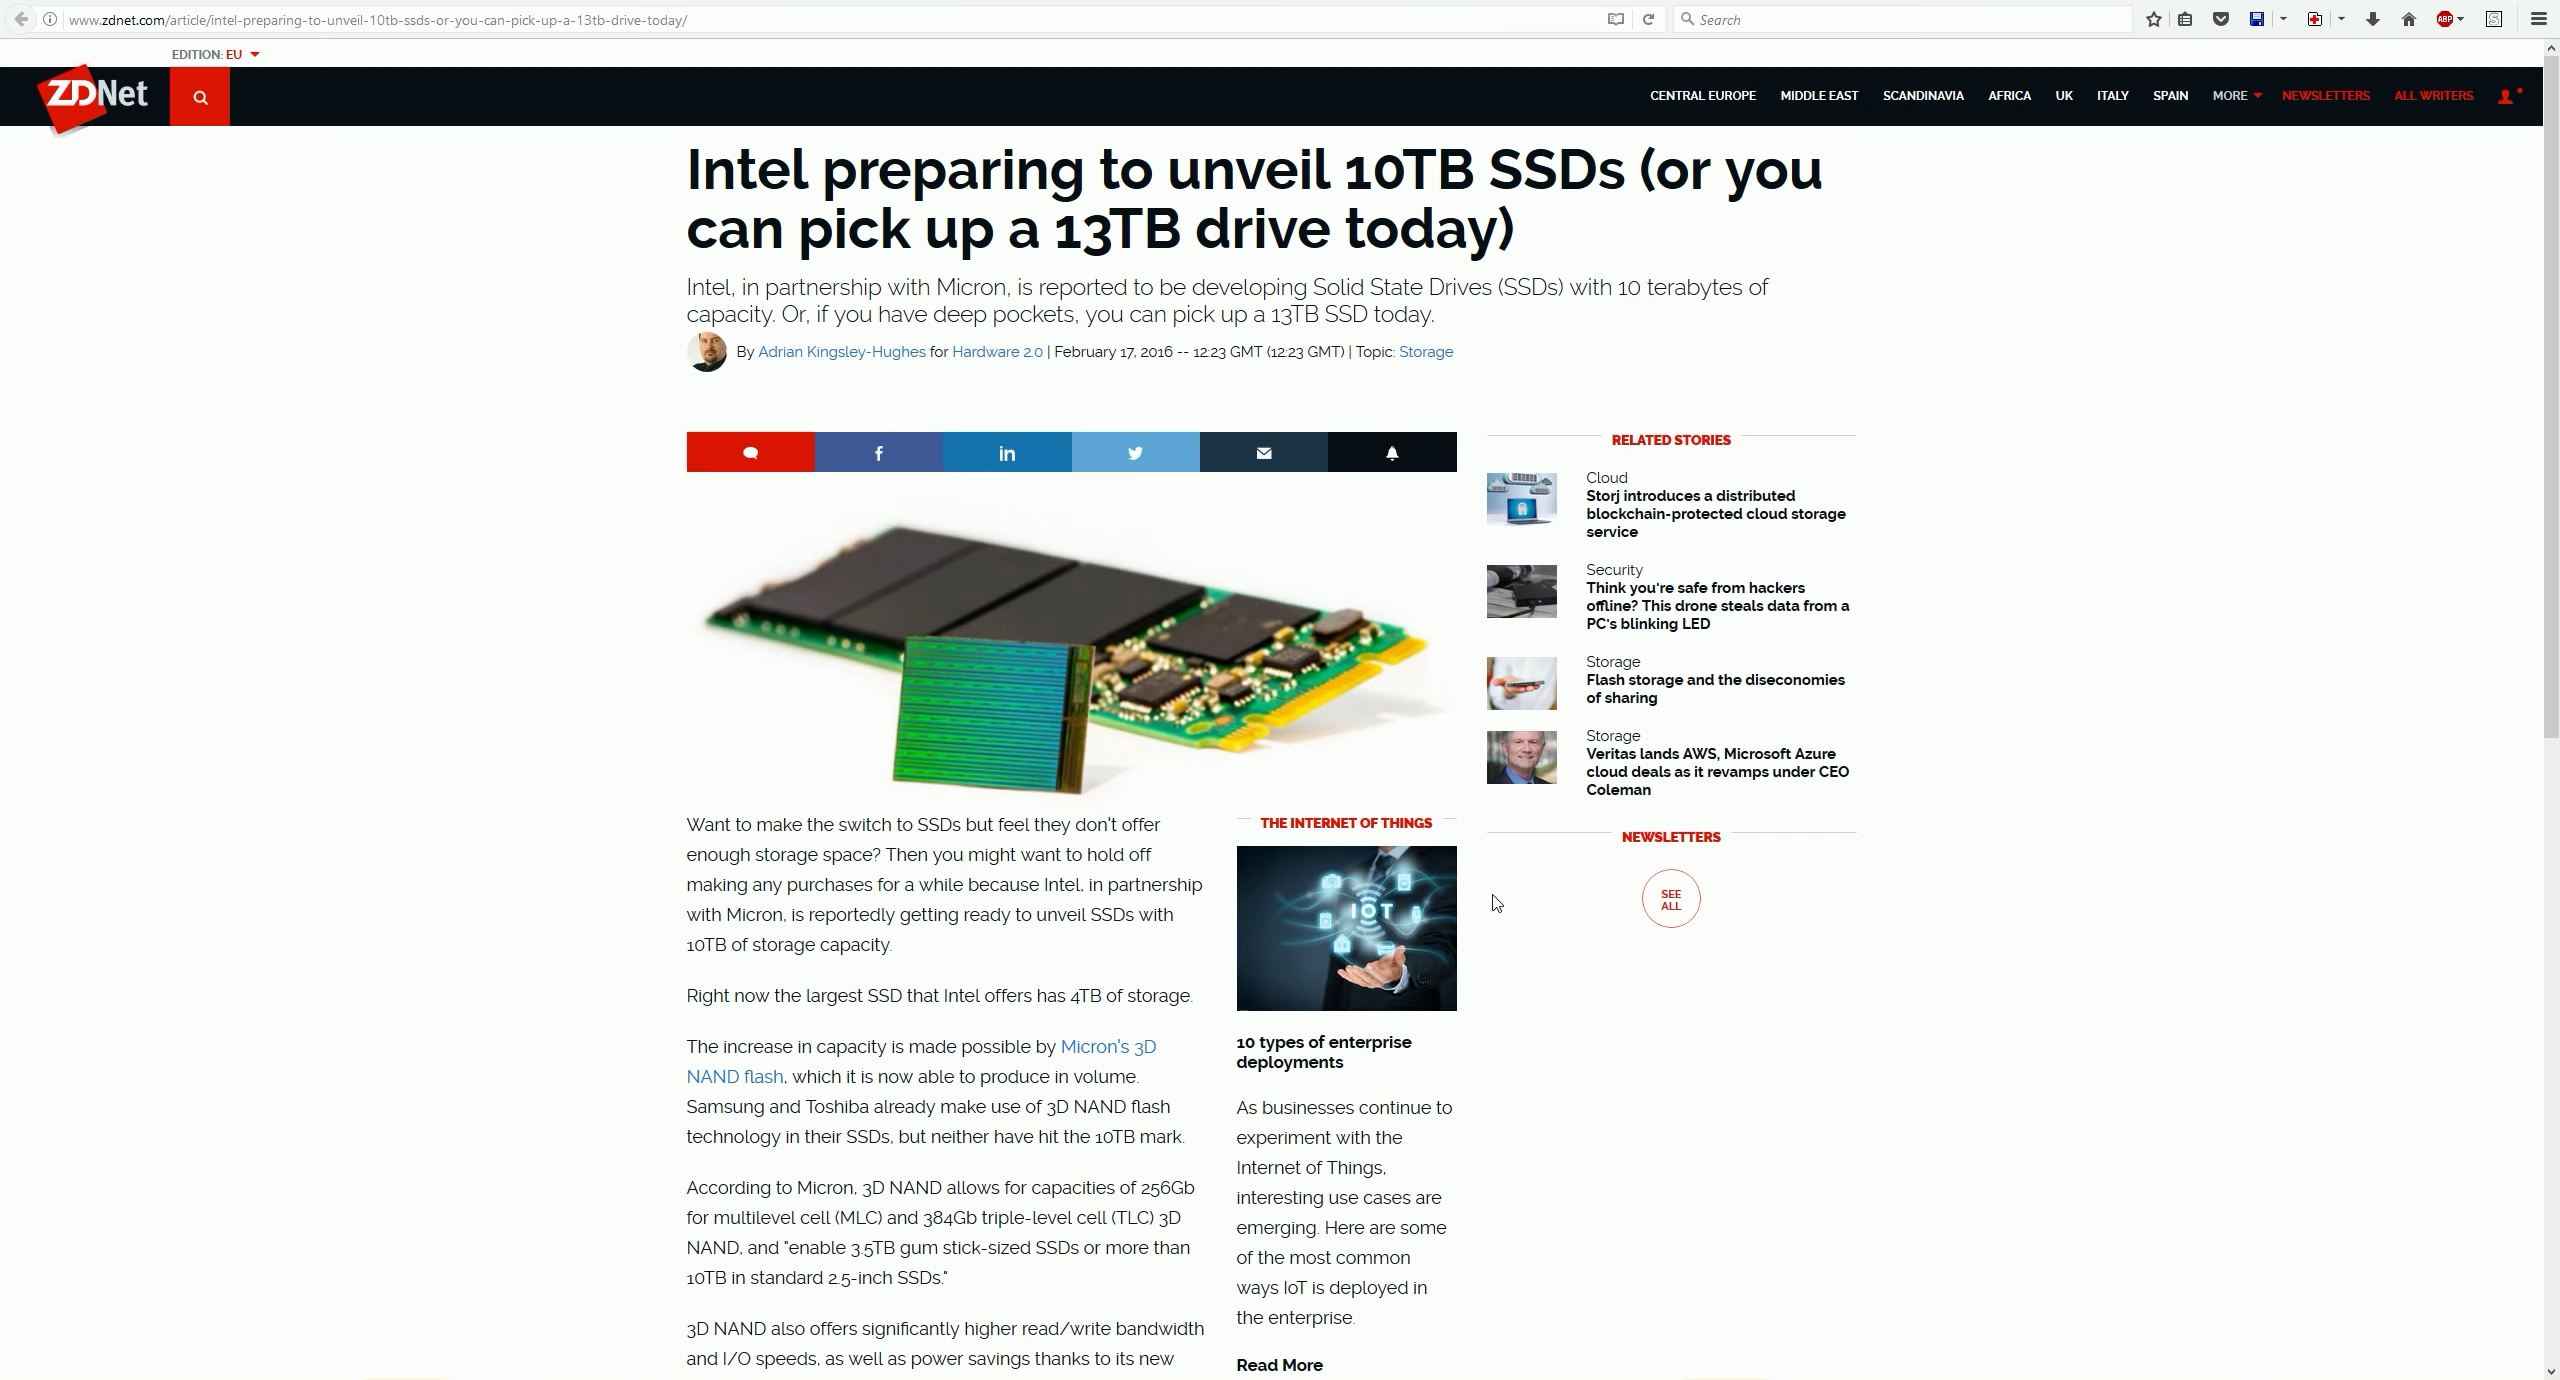 www.zdnet.com/article/intel-preparing-to-unveil-10tb-ssds-or-you-can-pick-up-a-13tb-drive-today/
Search
ABP
EDITION: EU
ZDNet
CENTRAL EUROPE MIDDLE EAST SCANDINAVIA AFRICA UK ITALY SPAIN MORE NEWSLETTERS ALL WRITERS
Intel preparing to unveil 10TB SSDs (or you
can pick up a 13TB drive today)
Intel, in partnership with Micron, is reported to be developing Solid State Drives (SSDs) with 10 terabytes of
capacity. Or, if you have deep pockets, you can pick up a 13TB SSD today.
By Adrian Kingsley-Hughes for Hardware 2.0 | February 17, 2016 -- 12:23 GMT (12:23 GMT) | Topic: Storage
f
in
RELATED STORIES
Cloud
Storj introduces a distributed
blockchain-protected cloud storage
service
Security
Think you're safe from hackers
offline? This drone steals data from a
PC's blinking LED
Storage
Flash storage and the diseconomies
of sharing
Storage
Veritas lands AWS, Microsoft Azure
cloud deals as it revamps under CEO
Coleman
NEWSLETTERS
SEE
ALL
Want to make the switch to SSDs but feel they don't offer
enough storage space? Then you might want to hold off
making any purchases for a while because Intel, in partnership
with Micron, is reportedly getting ready to unveil SSDs with
10TB of storage capacity.
Right now the largest SSD that Intel offers has 4TB of storage.
The increase in capacity is made possible by Micron's 3D
NAND flash, which it is now able to produce in volume.
Samsung and Toshiba already make use of 3D NAND flash
technology in their SSDs, but neither have hit the 10TB mark.
According to Micron, 3D NAND allows for capacities of 256Gb
for multilevel cell (MLC) and 384Gb triple-level cell (TLC) 3D
NAND, and "enable 3.5TB gum stick-sized SSDs or more than
10TB in standard 2.5-inch SSDs."
3D NAND also offers significantly higher read/write bandwidth
and I/O speeds, as well as power savings thanks to its new
THE INTERNET OF THINGS
IOT
10 types of enterprise
deployments
As businesses continue to
experiment with the
Internet of Things,
interesting use cases are
emerging. Here are some
of the most common
ways IoT is deployed in
the enterprise.
Read More